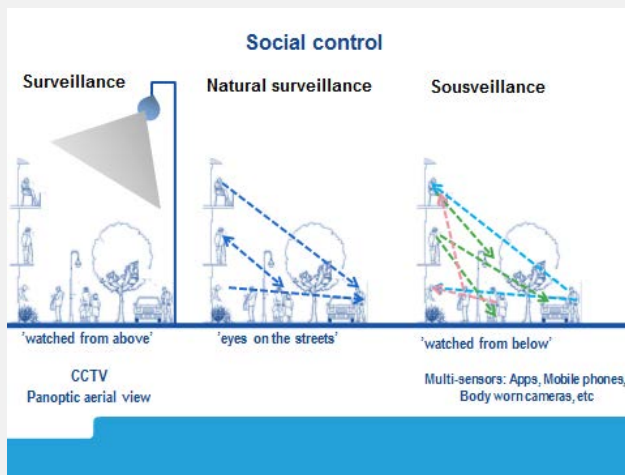 Social control
Surveillance
Natural surveillance
Sousveillance
'watched from above'
'eyes on the streets'
'watched from below'
CCTV
Panoptic aerial view
Multi-sensors: Apps, Mobile phones,
Body worn cameras, etc